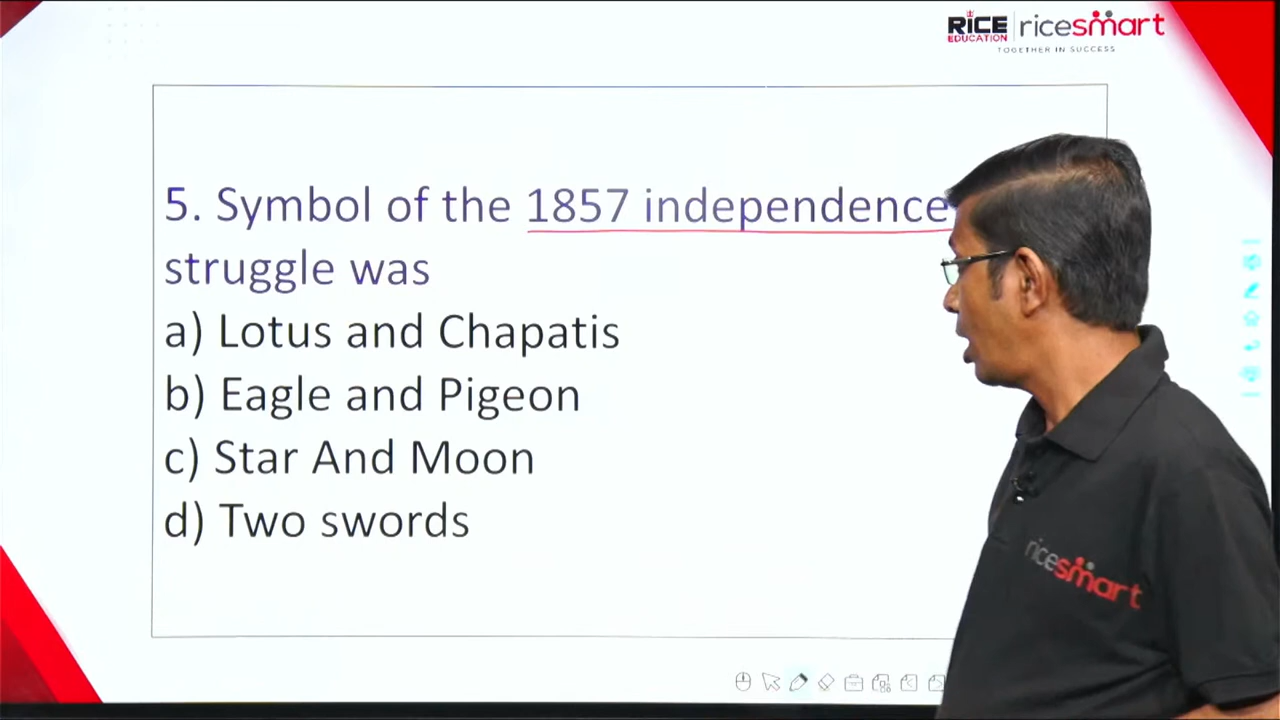 RICE EDUCATION ricesmart
TOGETHER IN SUCCESS
5. Symbol of the 1857 independence
struggle was
a) Lotus and Chapatis
b) Eagle and Pigeon
c) Star And Moon
d) Two swords
ricesmart